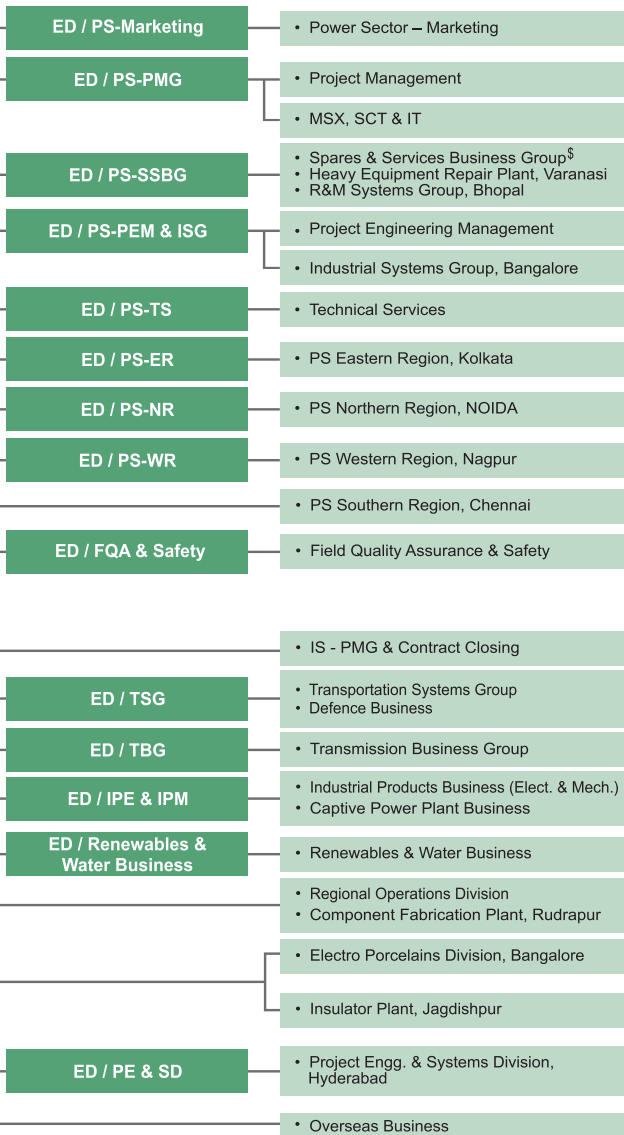 ED / PS-Marketing
• Power Sector – Marketing
ED / PS-PMG
• Project Management
• MSX, SCT & IT
ED / PS-SSBG
• Spares & Services Business Group$
• Heavy Equipment Repair Plant, Varanasi
• R&M Systems Group, Bhopal
ED / PS-PEM & ISG
• Project Engineering Management
• Industrial Systems Group, Bangalore
ED / PS-TS
• Technical Services
ED / PS-ER
• PS Eastern Region, Kolkata
ED / PS-NR
• PS Northern Region, NOIDA
ED / PS-WR
• PS Western Region, Nagpur
• PS Southern Region, Chennai
ED / FQA & Safety
• Field Quality Assurance & Safety
• IS - PMG & Contract Closing
ED / TSG
• Transportation Systems Group
• Defence Business
ED / TBG
• Transmission Business Group
ED / IPE & IPM
• Industrial Products Business (Elect. & Mech.)
• Captive Power Plant Business
ED / Renewables &
Water Business
• Renewables & Water Business
• Regional Operations Division
• Component Fabrication Plant, Rudrapur
• Electro Porcelains Division, Bangalore
• Insulator Plant, Jagdishpur
ED / PE & SD
• Project Engg. & Systems Division,
Hyderabad
• Overseas Business